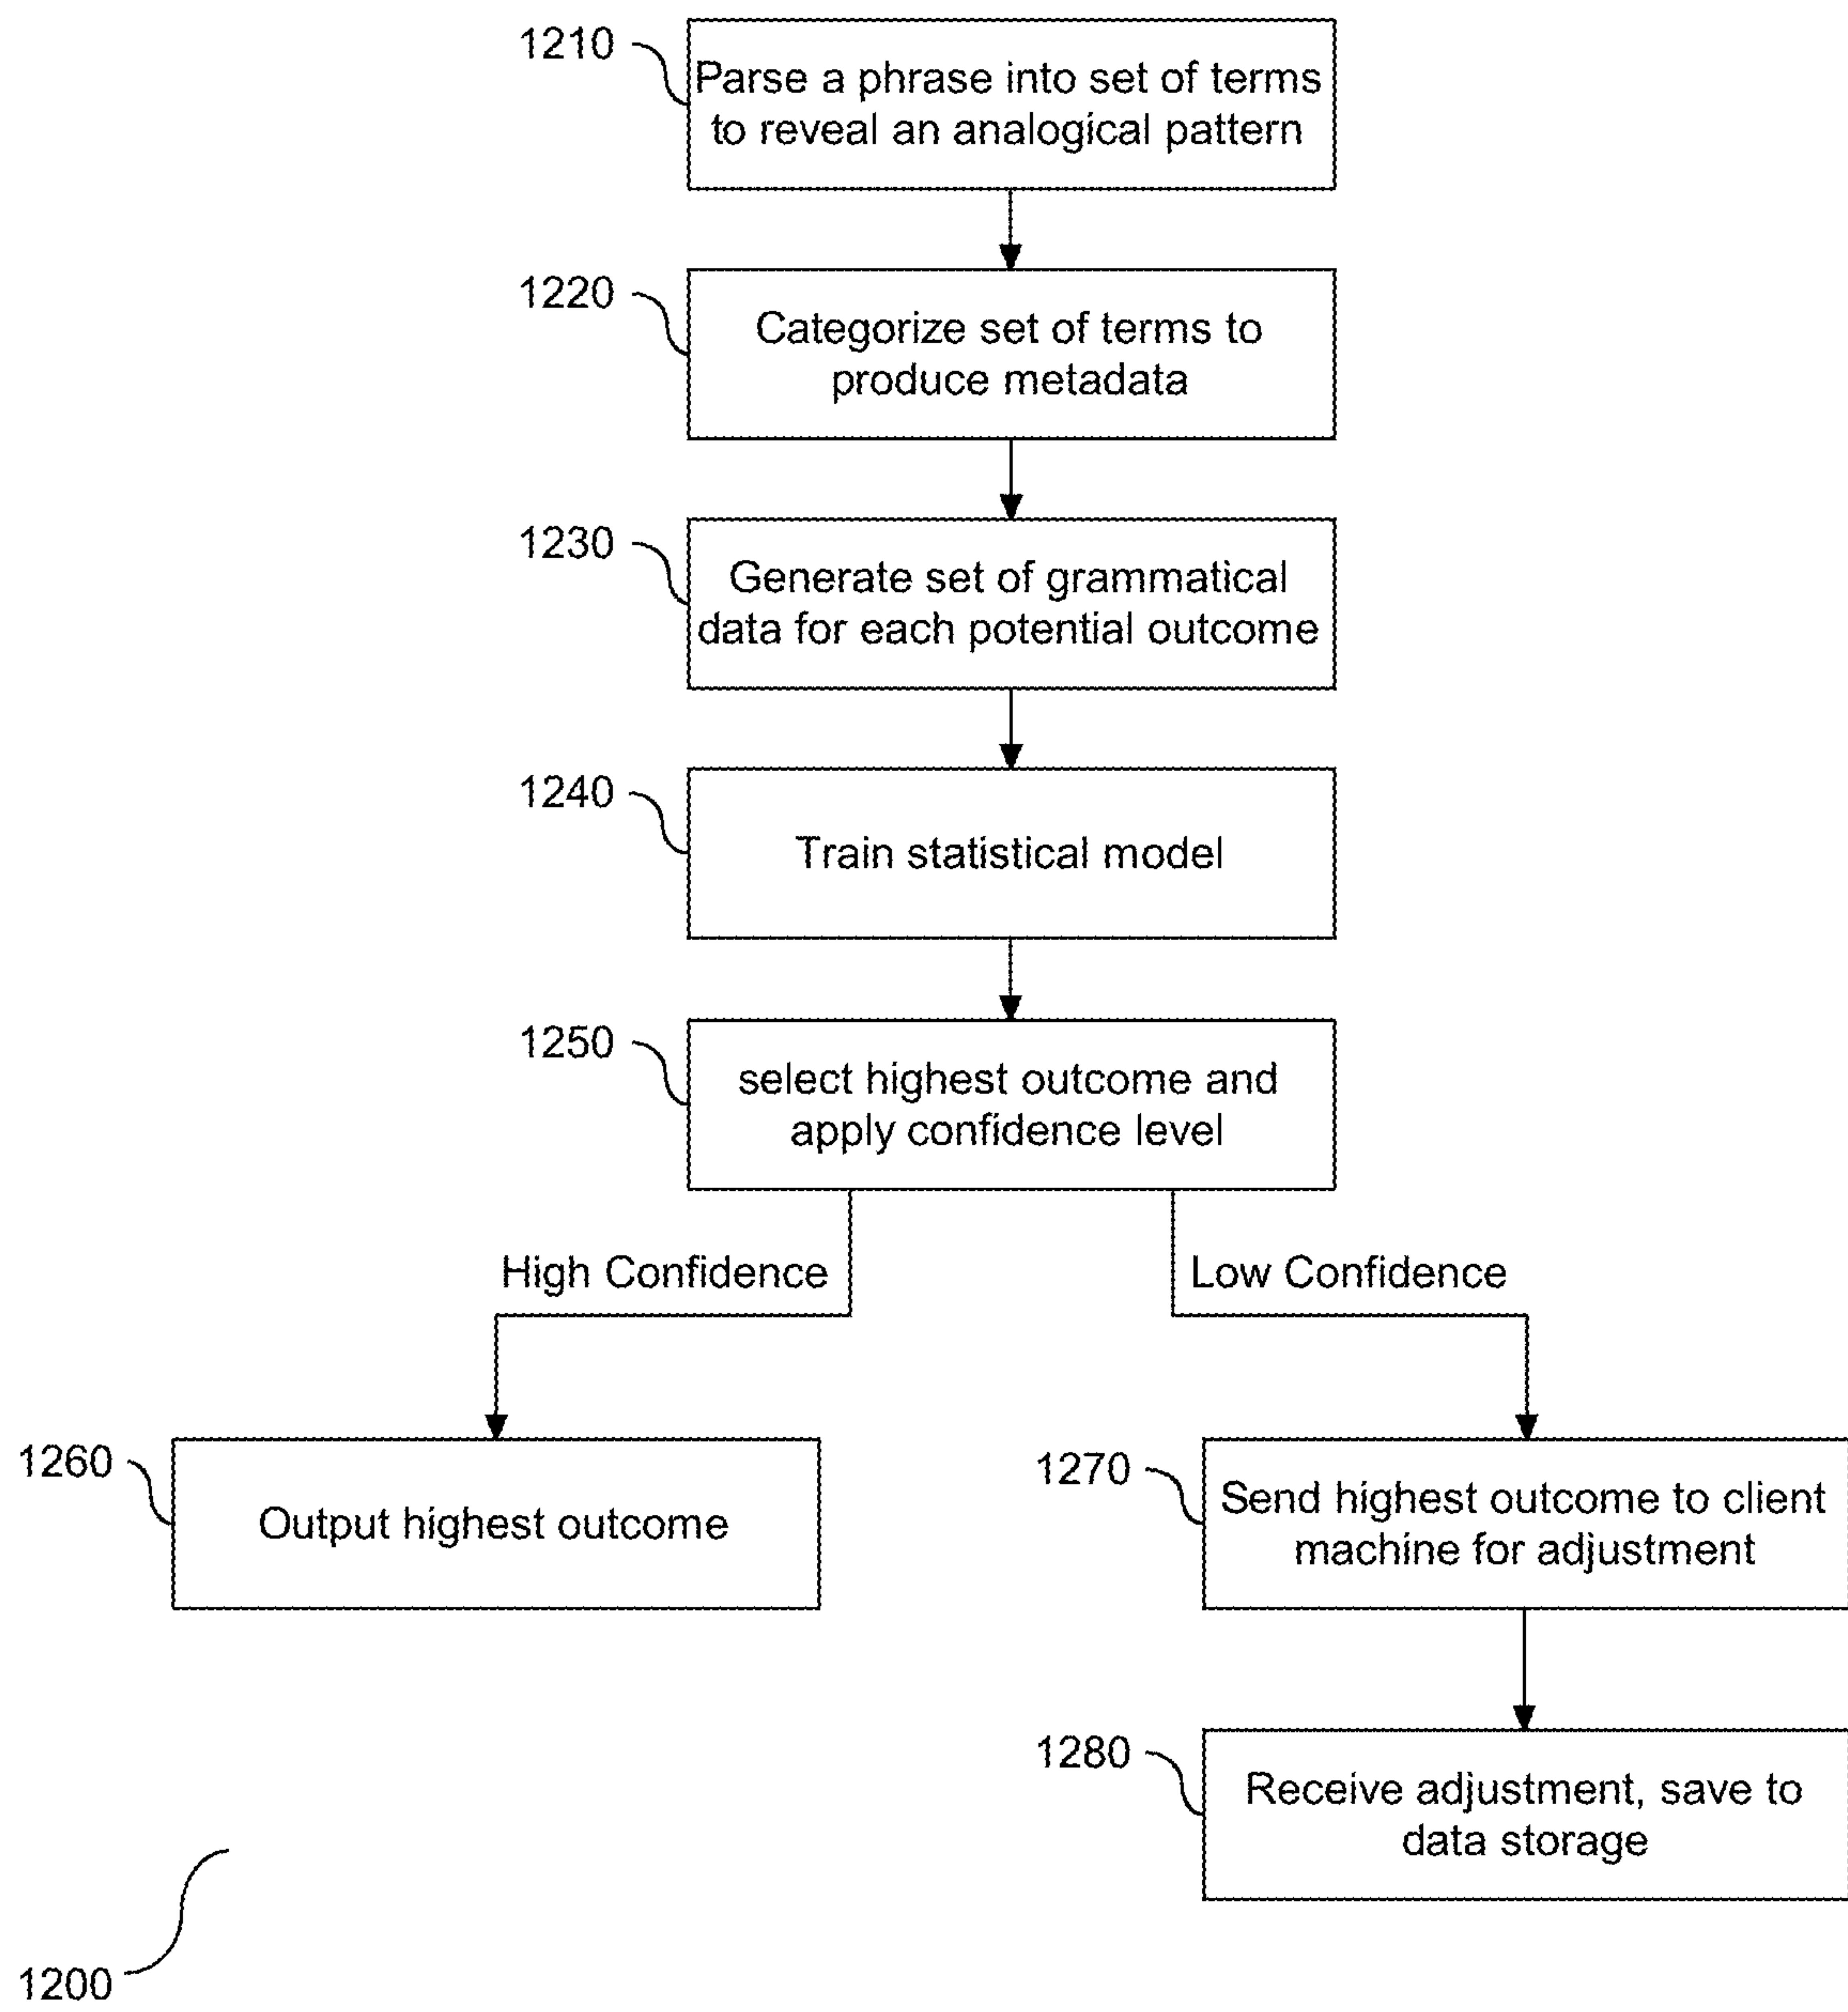 1210
Parse a phrase into set of terms
to reveal an analogical pattern
1220
Categorize set of terms to
produce metadata
1230
Generate set of grammatical
data for each potential outcome
1240
Train statistical model
1250
select highest outcome and
apply confidence level
High Confidence
Low Confidence
1260
Output highest outcome
1270
Send highest outcome to client
machine for adjustment
1280
Receive adjustment, save to
data storage
1200